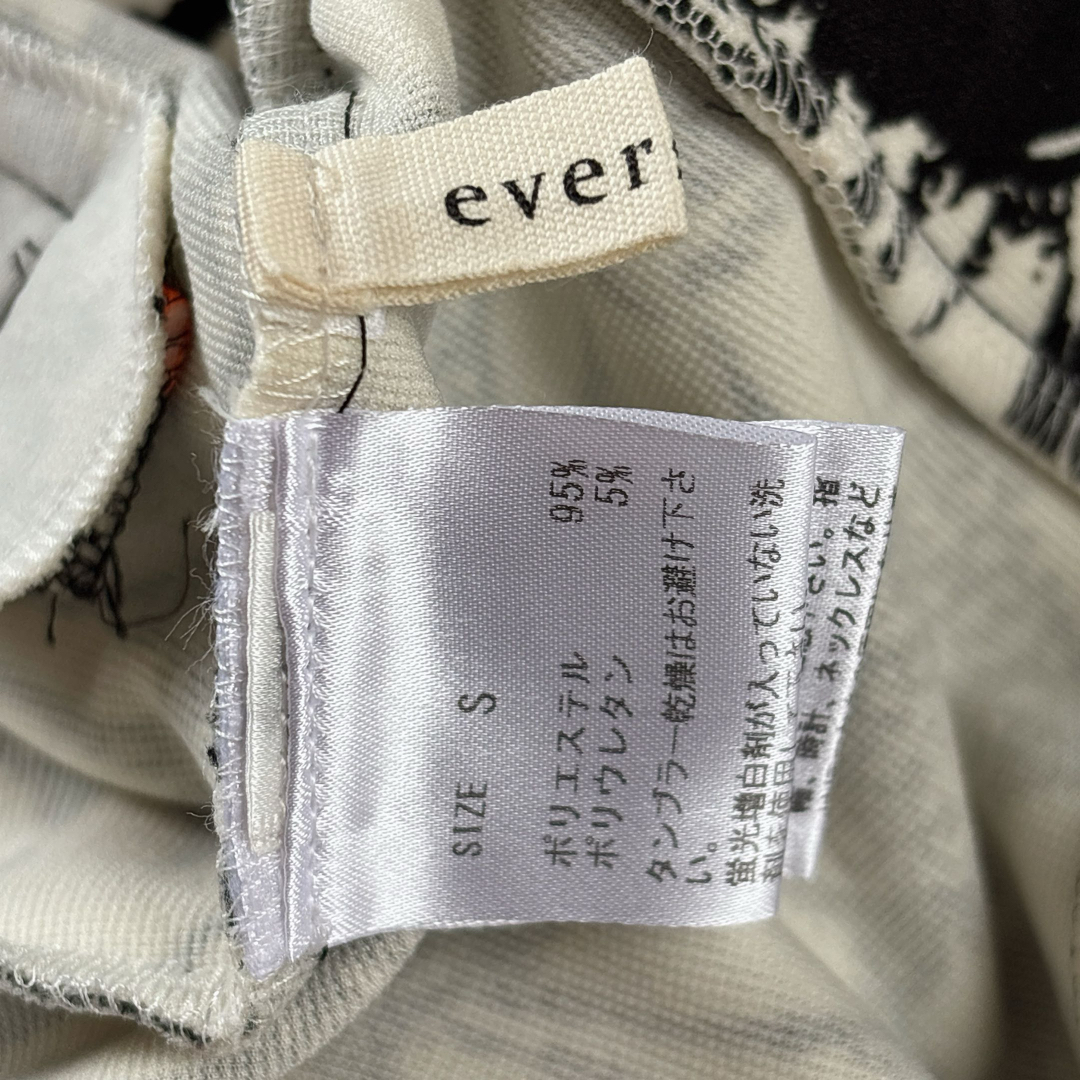 ever
SIZE S
ポリエステル 95%
ポリウレタン 5%
タンブラー乾燥はお避け下さ
い。
蛍光増白剤が入っていない洗
剤を使用し
さい。指
時計、ネックレスなど